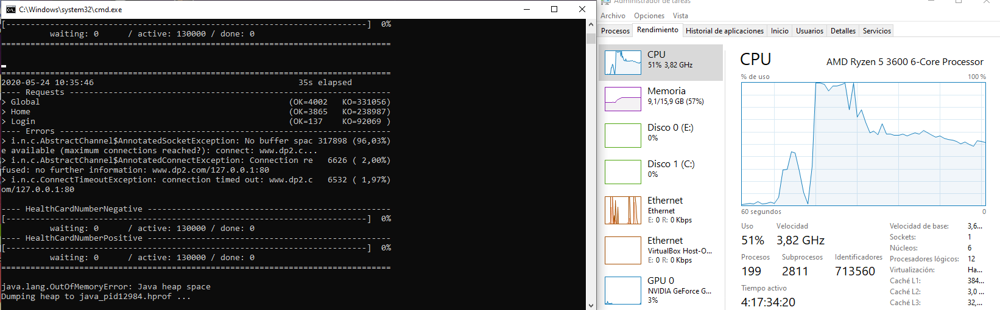 C:\Windows\system32\cmd.exe
[---------------------------------------------------------------------------] 0%
waiting: 0 / active: 130000 / done: 0
================================================================================
================================================================================
2020-05-24 10:35:46 35s elapsed
---- Requests ------------------------------------------------------------------
> Global (OK=4002 KO=331056)
> Home (OK=3865 KO=238987)
> Login (OK=137 KO=92069 )
---- Errors --------------------------------------------------------------------
> i.n.c.AbstractChannel$AnnotatedSocketException: No buffer spac 317898 (96,03%)
e available (maximum connections reached?): connect: www.dp2.c...
> i.n.c.AbstractChannel$AnnotatedConnectException: Connection re 6626 ( 2,00%)
fused: no further information: www.dp2.com/127.0.0.1:80
> i.n.c.ConnectTimeoutException: connection timed out: www.dp2.c 6532 ( 1,97%)
om/127.0.0.1:80
---- HealthCardNumberNegative --------------------------------------------------
[---------------------------------------------------------------------------] 0%
waiting: 0 / active: 130000 / done: 0
---- HealthCardNumberPositive --------------------------------------------------
[---------------------------------------------------------------------------] 0%
waiting: 0 / active: 130000 / done: 0
================================================================================
java.lang.OutOfMemoryError: Java heap space
Dumping heap to java_pid12984.hprof ...
Administrador de tareas
Archivo Opciones Vista
Procesos Rendimiento Historial de aplicaciones Inicio Usuarios Detalles Servicios
CPU
51% 3,82 GHz
Memoria
9,1/15,9 GB (57%)
Disco 0 (E:)
0%
Disco 1 (C:)
0%
Ethernet
Ethernet
E: 0 R: 0 Kbps
Ethernet
VirtualBox Host-O...
E: 0 R: 0 Kbps
GPU 0
NVIDIA GeForce G...
3%
CPU AMD Ryzen 5 3600 6-Core Processor
% de uso 100 %
60 segundos 0
Uso Velocidad
51% 3,82 GHz
Procesos Subprocesos Identificadores
199 2811 713560
Tiempo activo
4:17:34:20
Velocidad de base: 3,6...
Sockets: 1
Núcleos: 6
Procesadores lógicos: 12
Virtualización: Ha...
Caché L1: 384...
Caché L2: 3,0 ...
Caché L3: 32,...